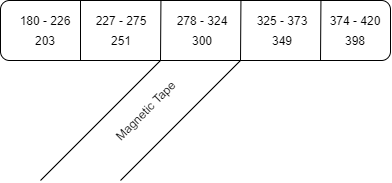 180 - 226
203
227 - 275
251
278 - 324
300
325 - 373
349
374 - 420
398
Magnetic Tape